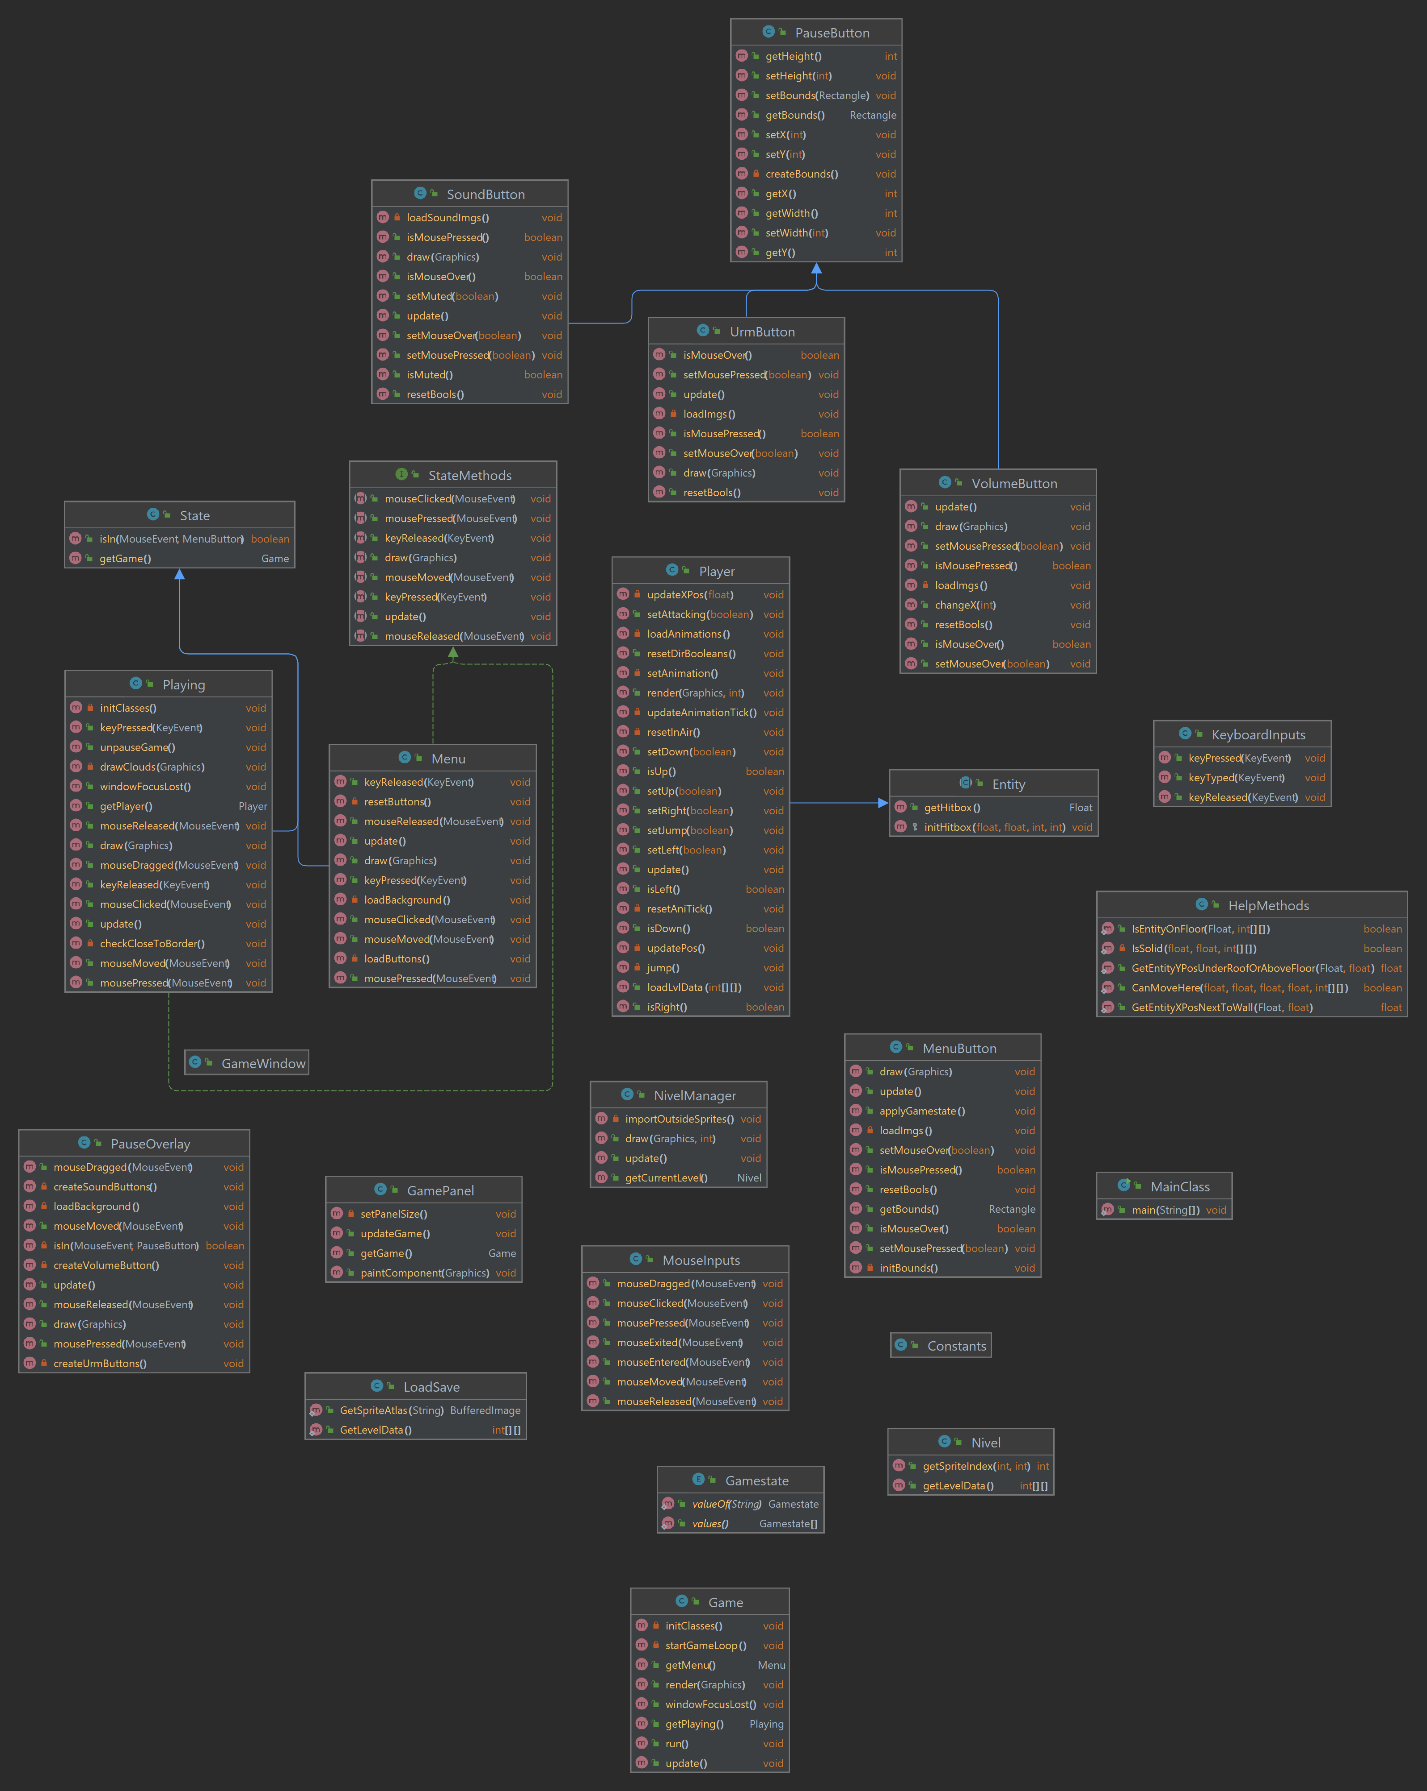 PauseButton
getHeight() int
setHeight(int) void
setBounds(Rectangle) void
getBounds() Rectangle
setX(int) void
setY(int) void
createBounds() void
getX() int
getWidth() int
setWidth(int) void
getY() int
SoundButton
loadSoundImgs() void
isMousePressed() boolean
draw(Graphics) void
isMouseOver() boolean
setMuted(boolean) void
update() void
setMouseOver(boolean) void
setMousePressed(boolean) void
isMuted() boolean
resetBools() void
UrmButton
isMouseOver() boolean
setMousePressed(boolean) void
update() void
loadImgs() void
isMousePressed() boolean
setMouseOver(boolean) void
draw(Graphics) void
resetBools() void
StateMethods
mouseClicked(MouseEvent) void
mousePressed(MouseEvent) void
keyReleased(KeyEvent) void
draw(Graphics) void
mouseMoved(MouseEvent) void
keyPressed(KeyEvent) void
update() void
mouseReleased(MouseEvent) void
VolumeButton
update() void
draw(Graphics) void
setMousePressed(boolean) void
isMousePressed() boolean
loadImgs() void
changeX(int) void
resetBools() void
isMouseOver() boolean
setMouseOver(boolean) void
State
isIn(MouseEvent, MenuButton) boolean
getGame() Game
Player
updateXPos(float) void
setAttacking(boolean) void
loadAnimations() void
resetDirBooleans() void
setAnimation() void
render(Graphics, int) void
updateAnimationTick() void
resetInAir() void
setDown(boolean) void
isUp() boolean
setUp(boolean) void
setRight(boolean) void
setJump(boolean) void
setLeft(boolean) void
update() void
isLeft() boolean
resetAniTick() void
isDown() boolean
updatePos() void
jump() void
loadLvlData(int[][]) void
isRight() boolean
Playing
initClasses() void
keyPressed(KeyEvent) void
unpauseGame() void
drawClouds(Graphics) void
windowFocusLost() void
getPlayer() Player
mouseReleased(MouseEvent) void
draw(Graphics) void
mouseDragged(MouseEvent) void
keyReleased(KeyEvent) void
mouseClicked(MouseEvent) void
update() void
checkCloseToBorder() void
mouseMoved(MouseEvent) void
mousePressed(MouseEvent) void
Menu
keyReleased(KeyEvent) void
resetButtons() void
mouseReleased(MouseEvent) void
update() void
draw(Graphics) void
keyPressed(KeyEvent) void
loadBackground() void
mouseClicked(MouseEvent) void
mouseMoved(MouseEvent) void
loadButtons() void
mousePressed(MouseEvent) void
KeyboardInputs
keyPressed(KeyEvent) void
keyTyped(KeyEvent) void
keyReleased(KeyEvent) void
Entity
getHitbox() Float
initHitbox(float, float, int, int) void
HelpMethods
IsEntityOnFloor(Float, int[][]) boolean
IsSolid(float, float, int[][]) boolean
GetEntityYPosUnderRoofOrAboveFloor(Float, float) float
CanMoveHere(float, float, float, float, int[][]) boolean
GetEntityXPosNextToWall(Float, float) float
GameWindow
MenuButton
draw(Graphics) void
update() void
applyGamestate() void
loadImgs() void
setMouseOver(boolean) void
isMousePressed() boolean
resetBools() void
getBounds() Rectangle
isMouseOver() boolean
setMousePressed(boolean) void
initBounds() void
NivelManager
importOutsideSprites() void
draw(Graphics, int) void
update() void
getCurrentLevel() Nivel
PauseOverlay
mouseDragged(MouseEvent) void
createSoundButtons() void
loadBackground() void
mouseMoved(MouseEvent) void
isIn(MouseEvent, PauseButton) boolean
createVolumeButton() void
update() void
mouseReleased(MouseEvent) void
draw(Graphics) void
mousePressed(MouseEvent) void
createUrmButtons() void
GamePanel
setPanelSize() void
updateGame() void
getGame() Game
paintComponent(Graphics) void
MainClass
main(String[]) void
MouseInputs
mouseDragged(MouseEvent) void
mouseClicked(MouseEvent) void
mousePressed(MouseEvent) void
mouseExited(MouseEvent) void
mouseEntered(MouseEvent) void
mouseMoved(MouseEvent) void
mouseReleased(MouseEvent) void
Constants
LoadSave
GetSpriteAtlas(String) BufferedImage
GetLevelData() int[][]
Nivel
getSpriteIndex(int, int) int
getLevelData() int[][]
Gamestate
valueOf(String) Gamestate
values() Gamestate[]
Game
initClasses() void
startGameLoop() void
getMenu() Menu
render(Graphics) void
windowFocusLost() void
getPlaying() Playing
run() void
update() void